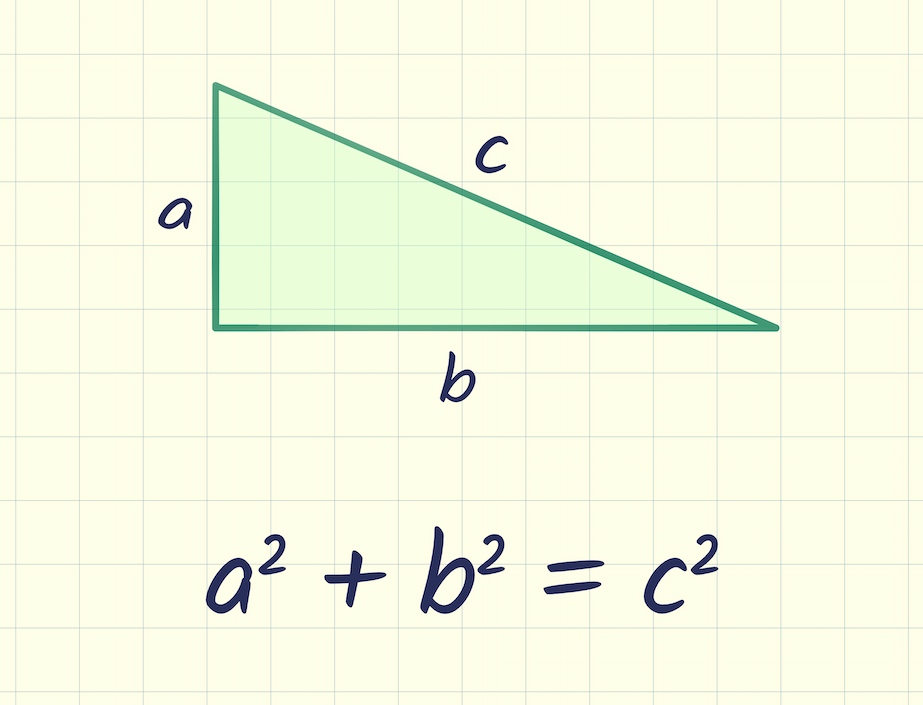 c
a
b
a² + b² = c²